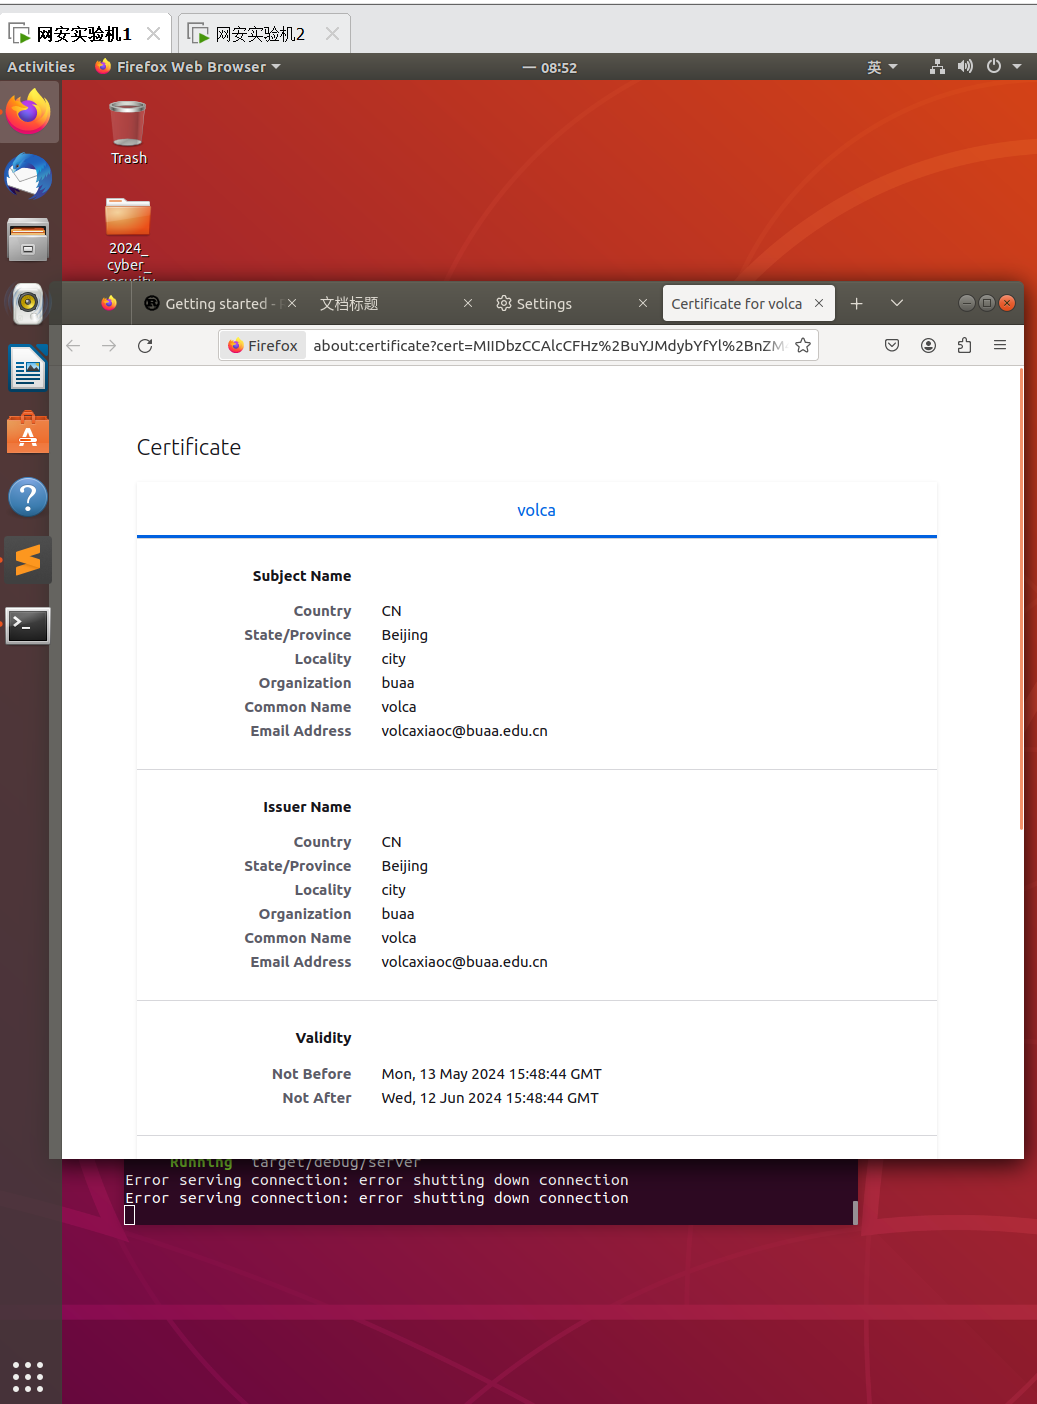 网安实验机1
网安实验机2
Activities
Firefox Web Browser
一 08:52
英
Trash
2024_
cyber_
security
Getting started -
文档标题
Settings
Certificate for volca
Firefox
about:certificate?cert=MIIDbzCCAlcCFHz%2BuYJMdybYfYl%2BnZM
Certificate
volca
Subject Name
Country CN
State/Province Beijing
Locality city
Organization buaa
Common Name volca
Email Address volcaxiaoc@buaa.edu.cn
Issuer Name
Country CN
State/Province Beijing
Locality city
Organization buaa
Common Name volca
Email Address volcaxiaoc@buaa.edu.cn
Validity
Not Before Mon, 13 May 2024 15:48:44 GMT
Not After Wed, 12 Jun 2024 15:48:44 GMT
Running `target/debug/server`
Error serving connection: error shutting down connection
Error serving connection: error shutting down connection